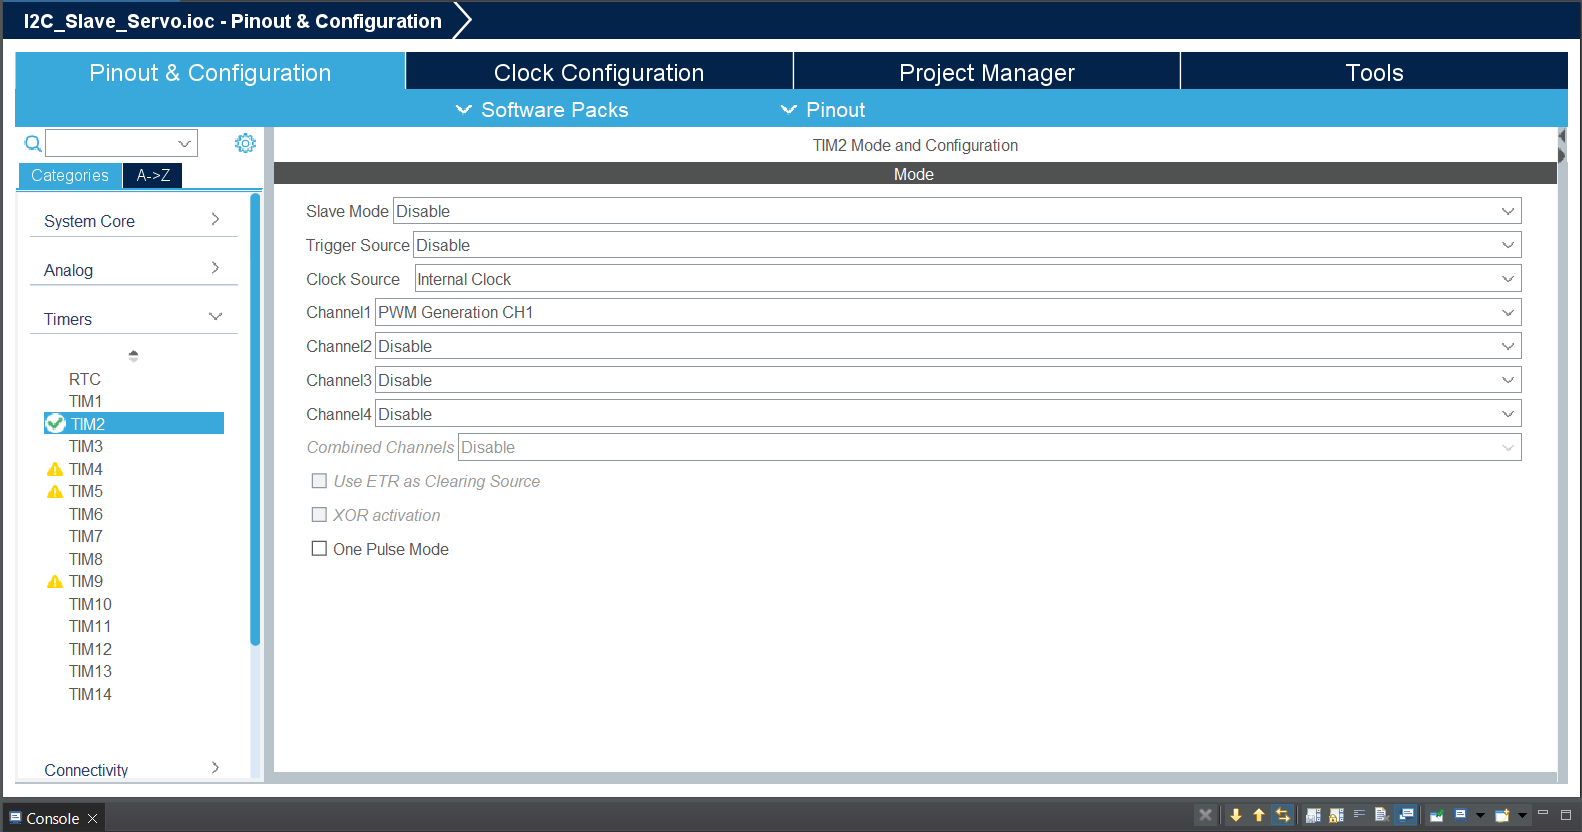 I2C_Slave_Servo.ioc - Pinout & Configuration
Pinout & Configuration
Clock Configuration
Project Manager
Tools
Software Packs
Pinout
Categories
A->Z
System Core
Analog
Timers
RTC
TIM1
TIM2
TIM3
TIM4
TIM5
TIM6
TIM7
TIM8
TIM9
TIM10
TIM11
TIM12
TIM13
TIM14
Connectivity
TIM2 Mode and Configuration
Mode
Slave Mode Disable
Trigger Source Disable
Clock Source Internal Clock
Channel1 PWM Generation CH1
Channel2 Disable
Channel3 Disable
Channel4 Disable
Combined Channels Disable
Use ETR as Clearing Source
XOR activation
One Pulse Mode
Console